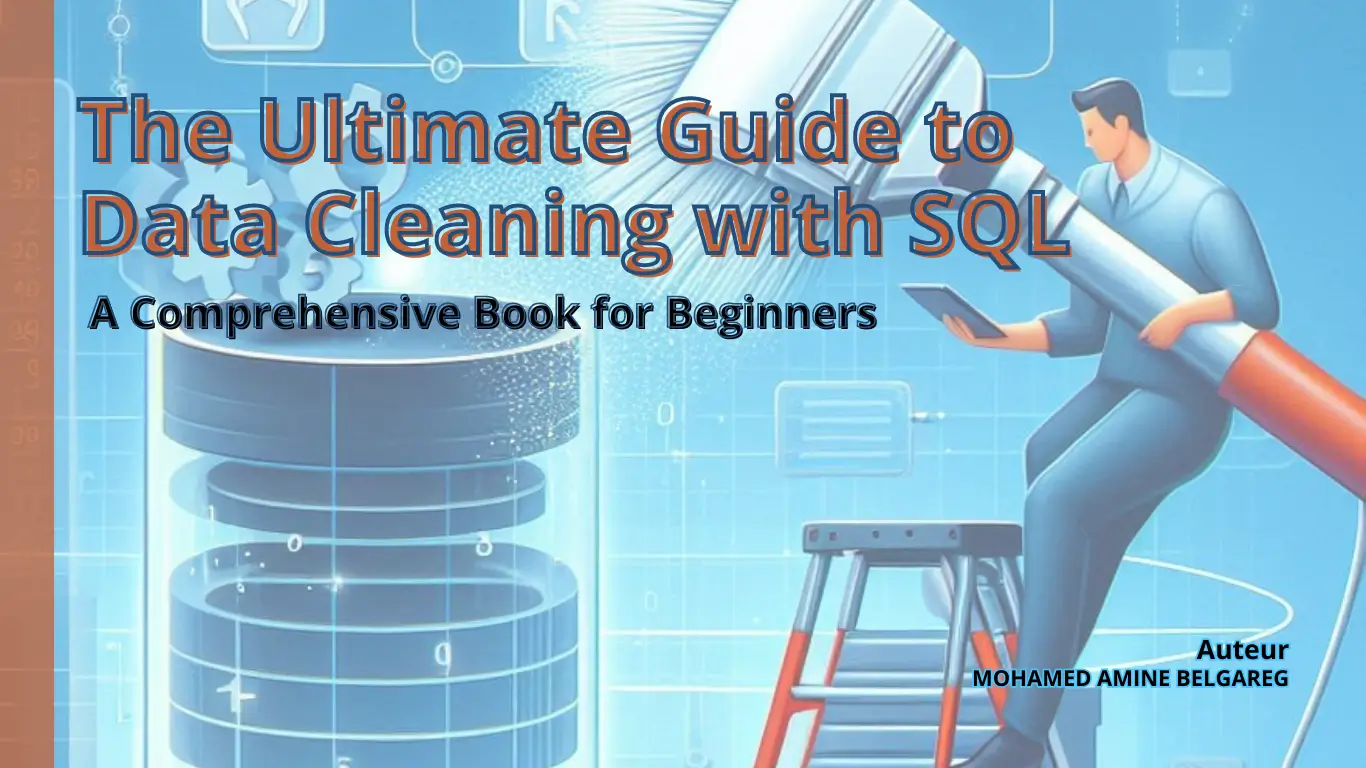 The Ultimate Guide to
Data Cleaning with SQL
A Comprehensive Book for Beginners
Auteur
MOHAMED AMINE BELGAREG